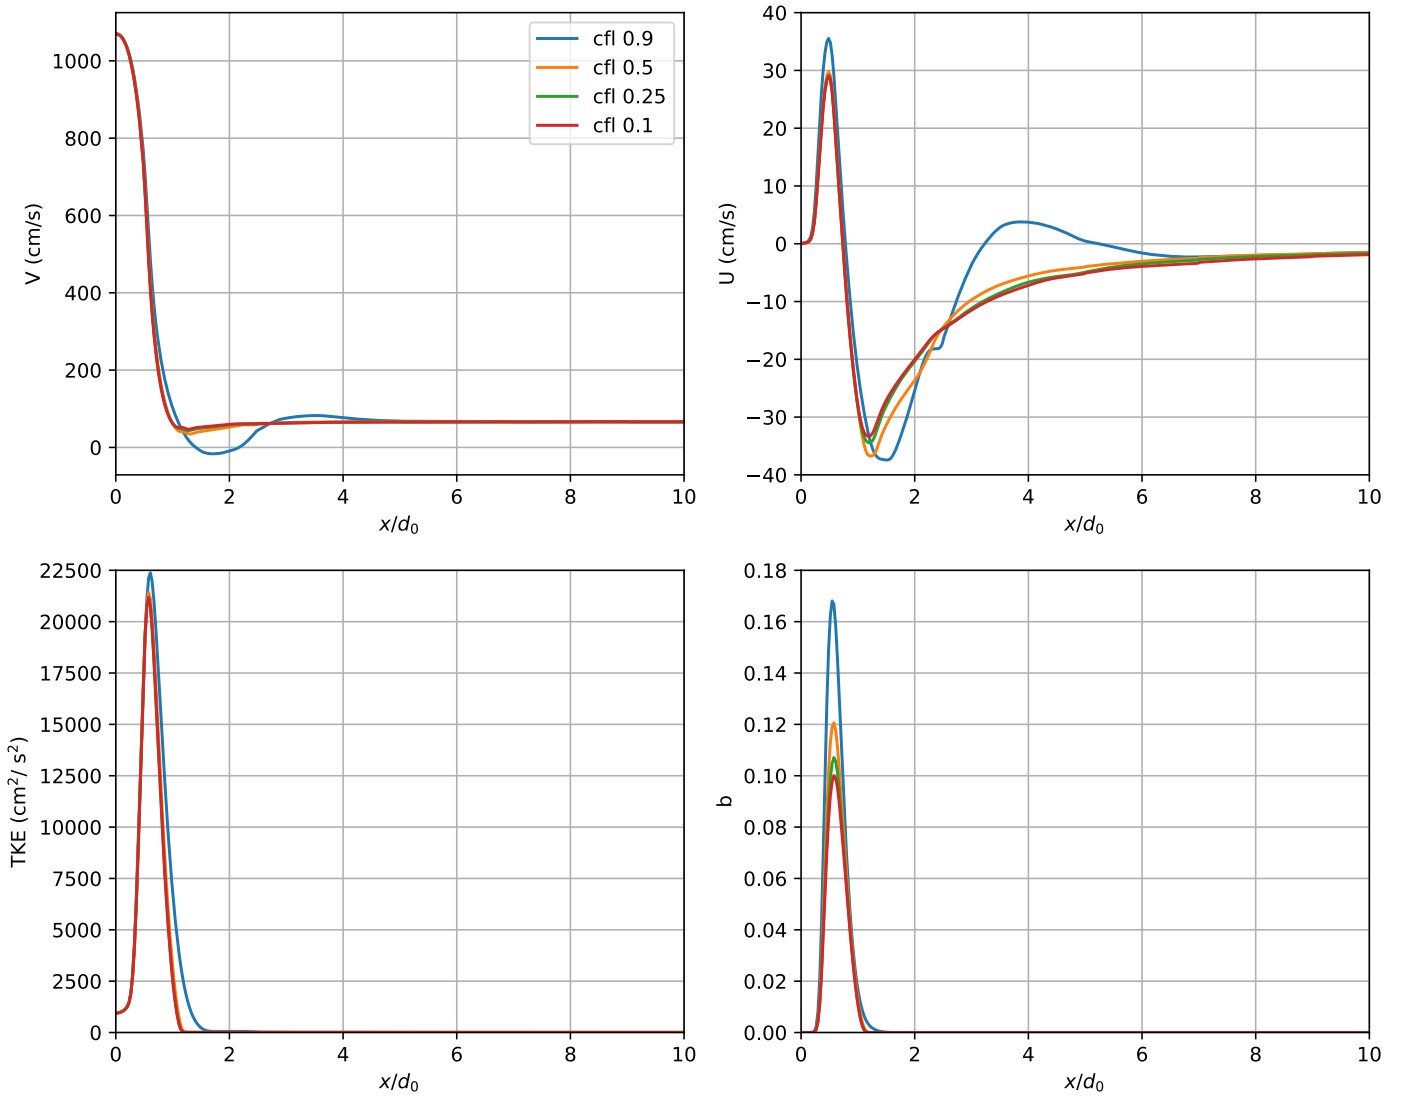 1000
800
600
400
200
0
V (cm/s)
0 2 4 6 8 10
x/d0
cfl 0.9
cfl 0.5
cfl 0.25
cfl 0.1
40
30
20
10
0
−10
−20
−30
−40
U (cm/s)
0 2 4 6 8 10
x/d0
22500
20000
17500
15000
12500
10000
7500
5000
2500
0
TKE (cm²/ s²)
0 2 4 6 8 10
x/d0
0.18
0.16
0.14
0.12
0.10
0.08
0.06
0.04
0.02
0.00
b
0 2 4 6 8 10
x/d0